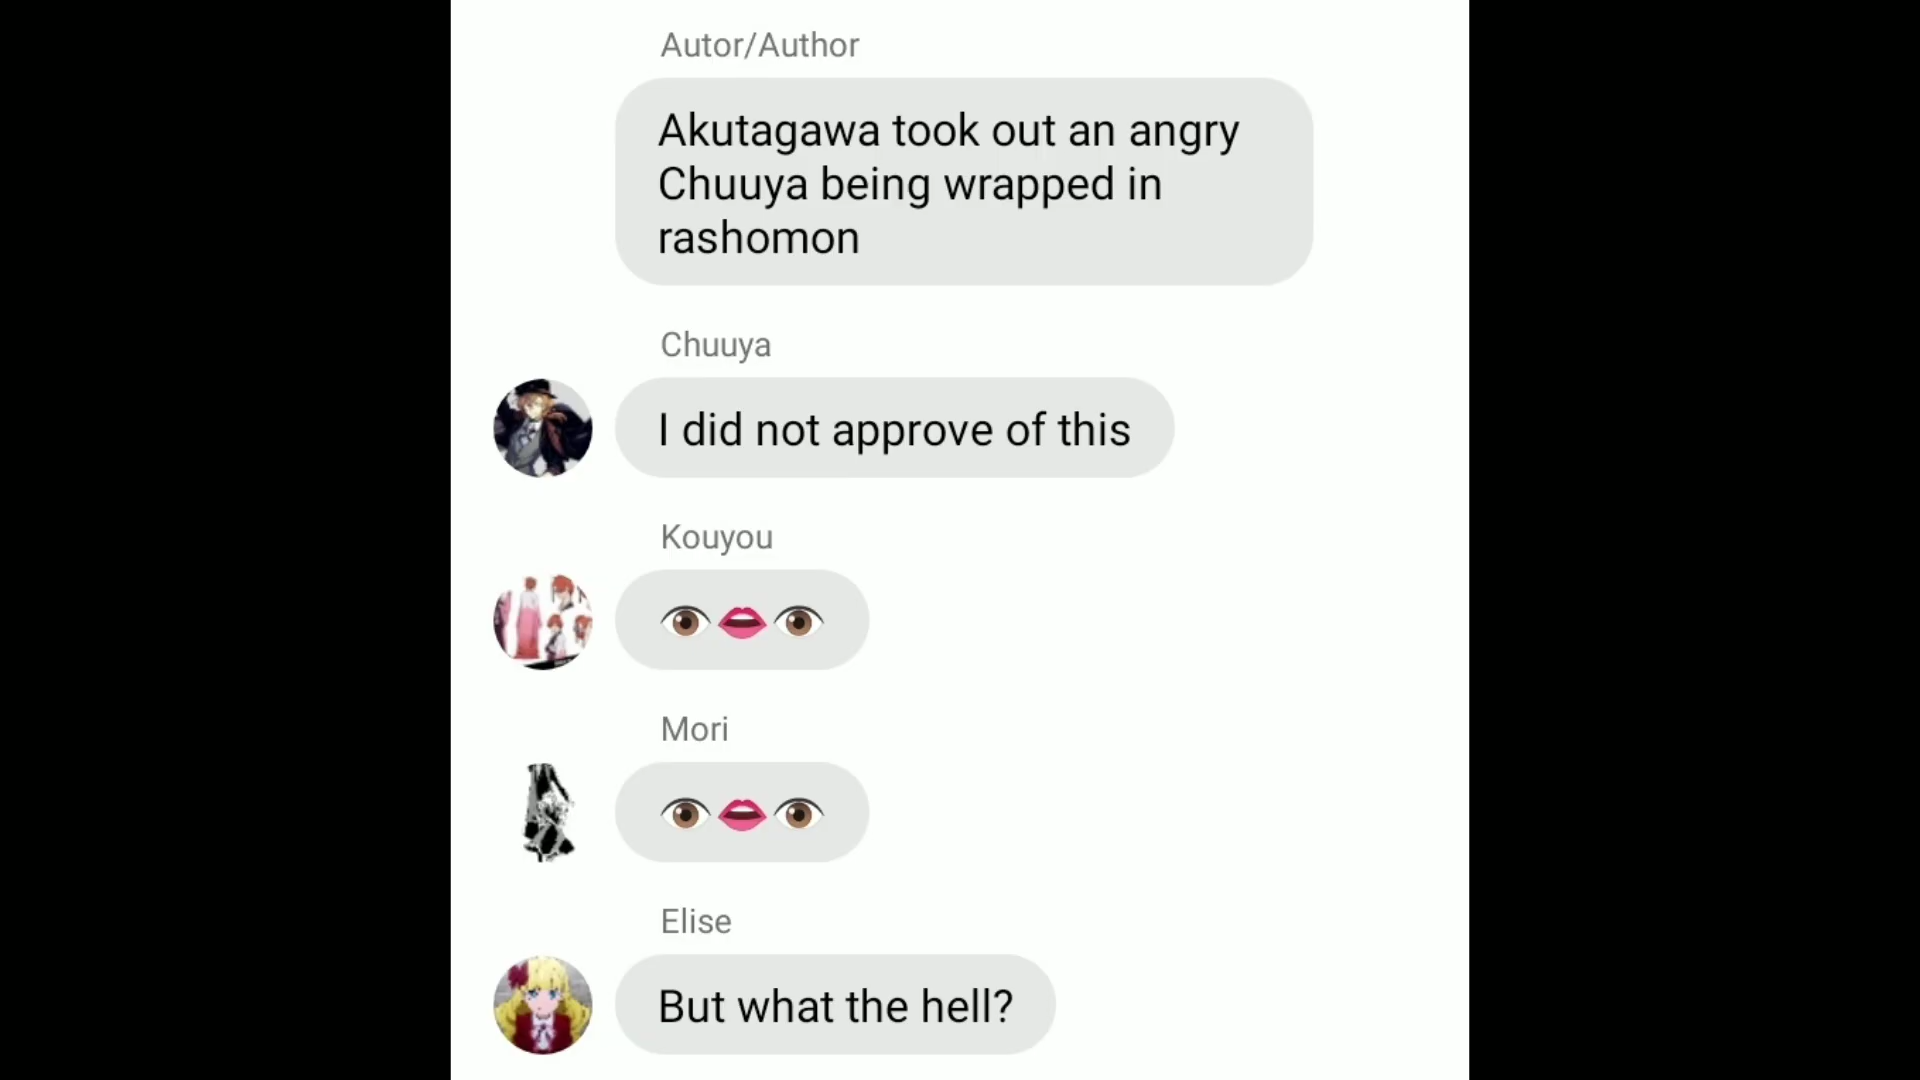 Autor/Author
Akutagawa took out an angry
Chuuya being wrapped in
rashomon
Chuuya
I did not approve of this
Kouyou
👁👄👁
Mori
👁👄👁
Elise
But what the hell?